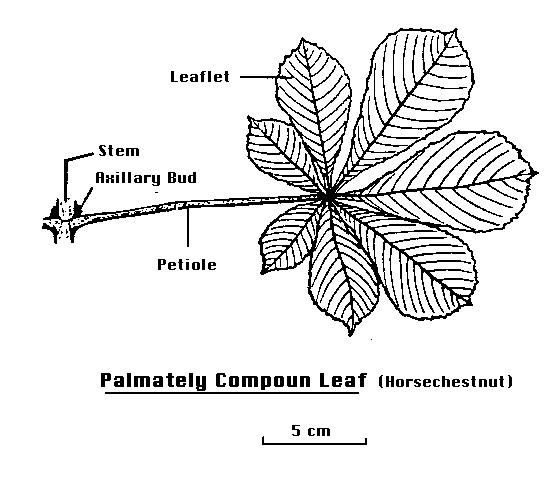 Leaflet
Stem
Axillary Bud
Petiole
Palmately Compoun Leaf (Horsechestnut)
5 cm